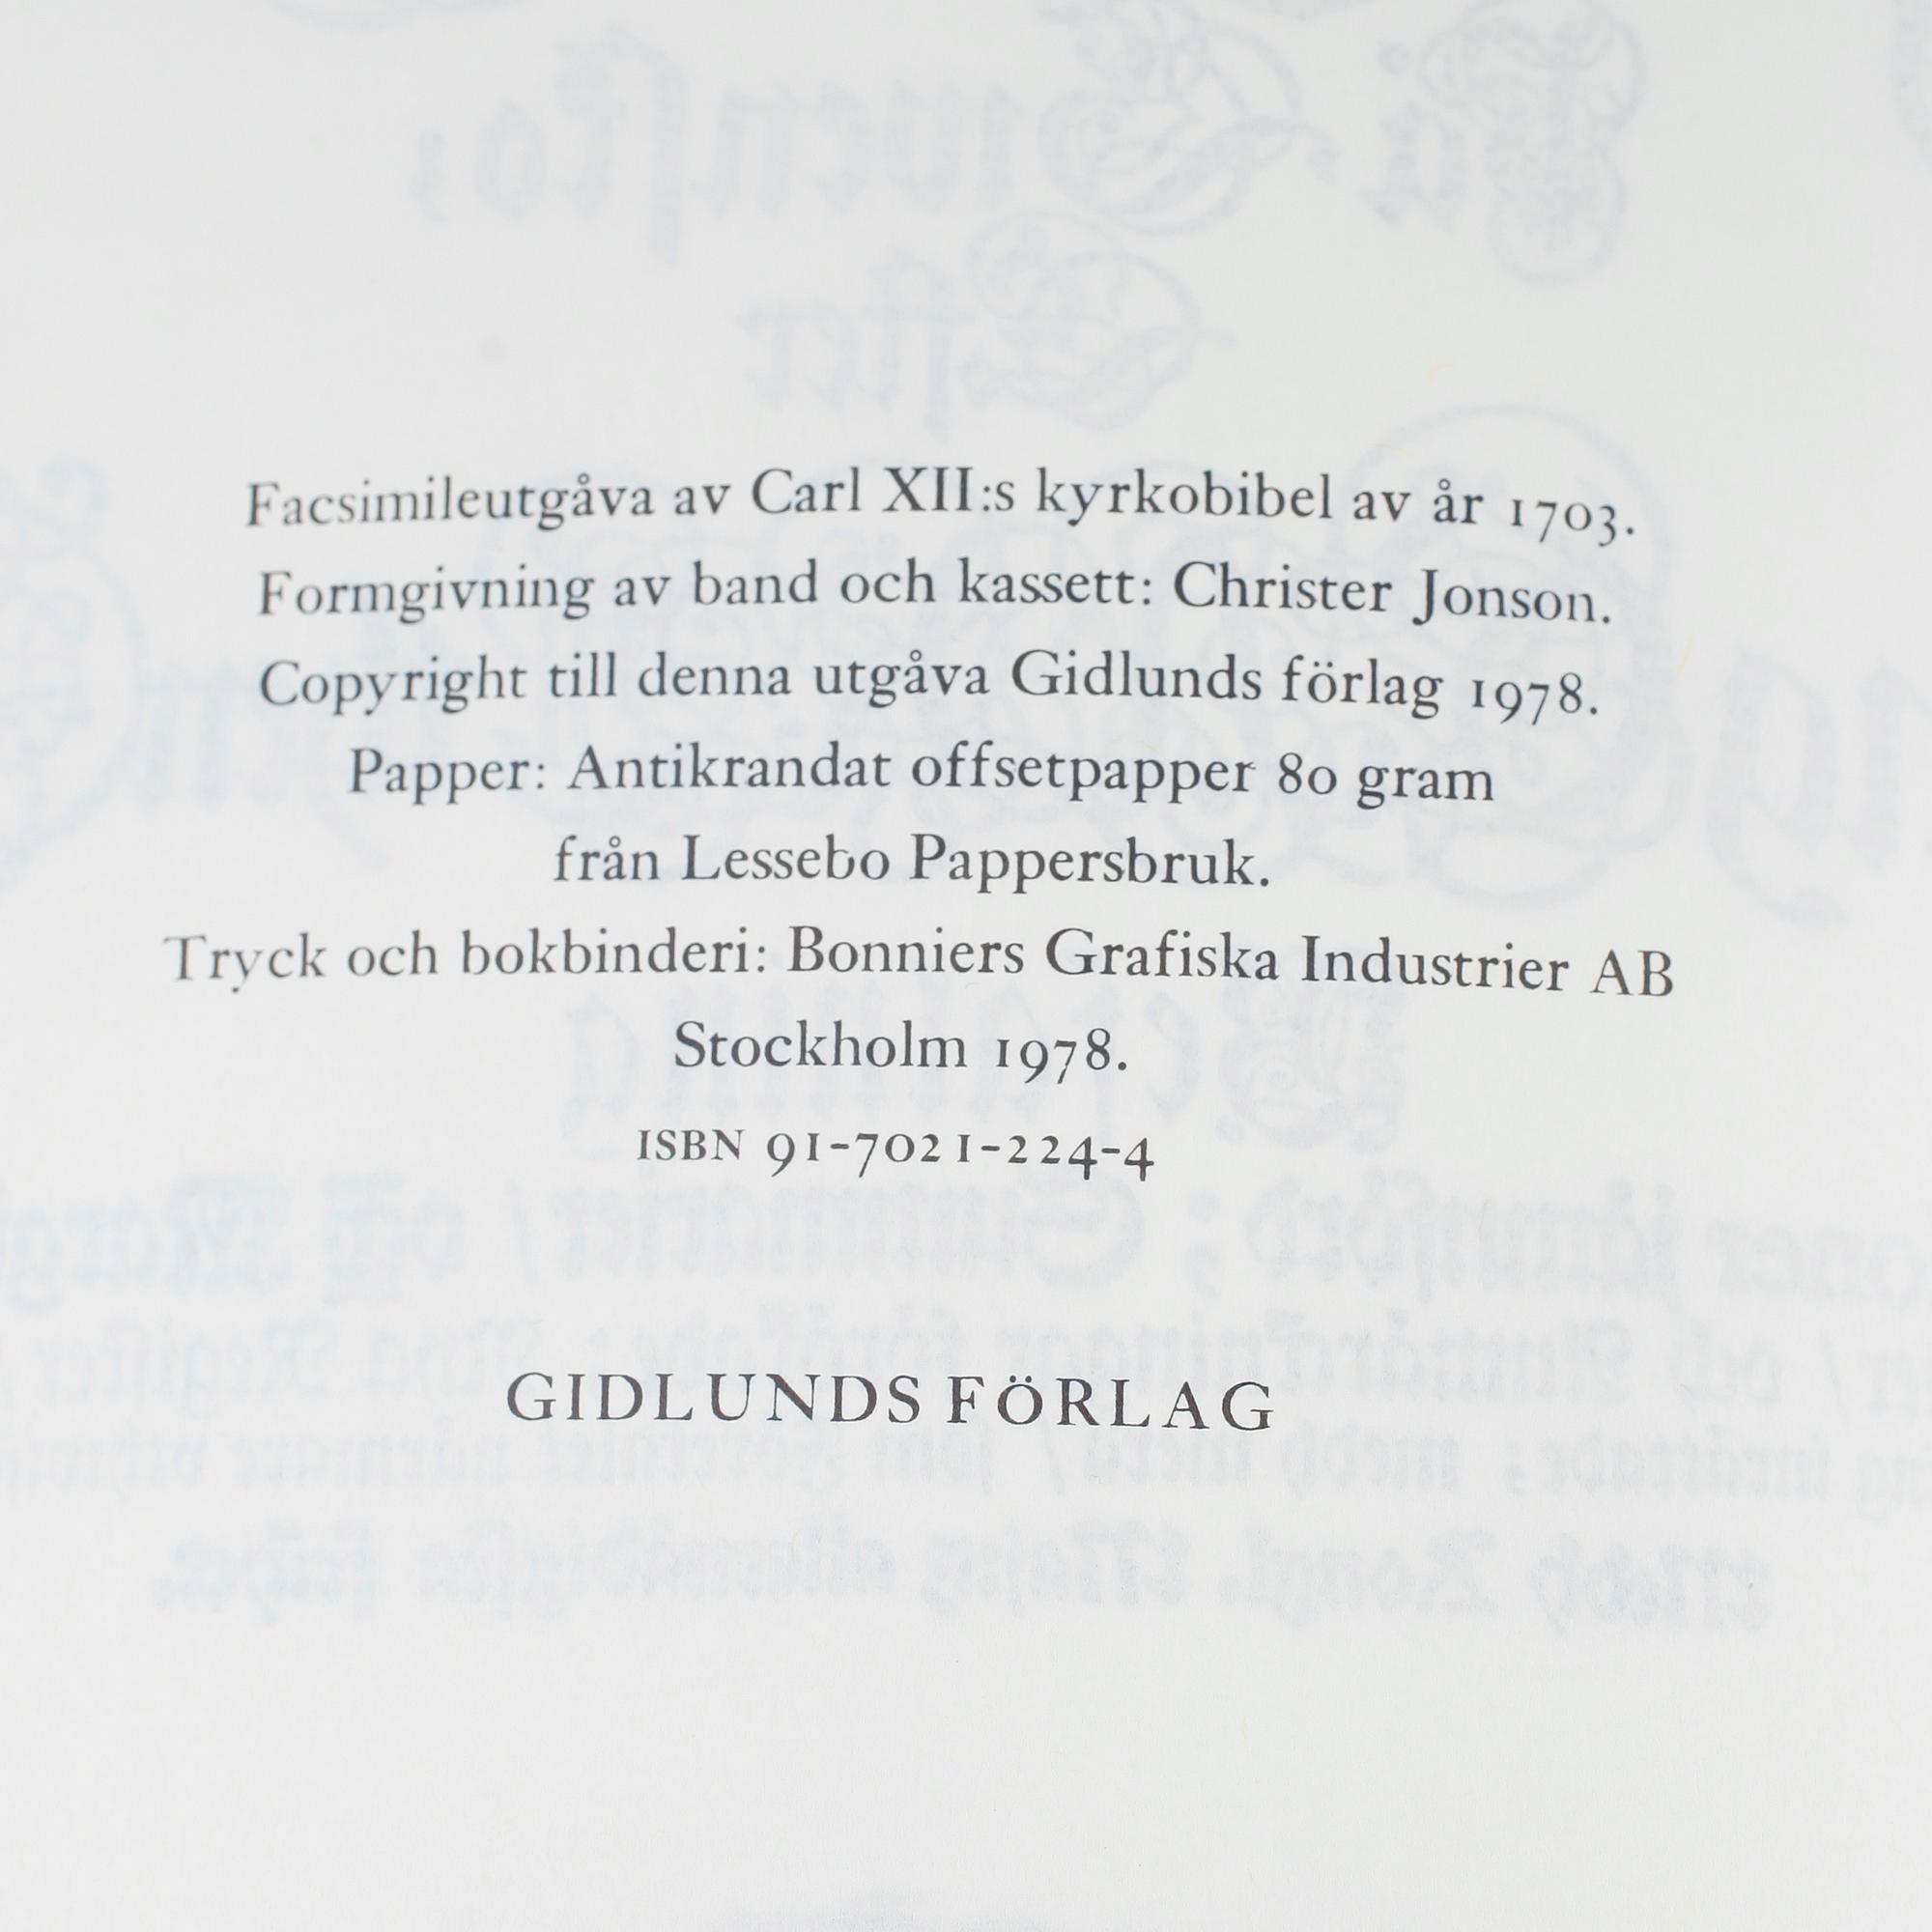 Facsimileutgåva av Carl XII:s kyrkobibel av år 1703.
Formgivning av band och kassett: Christer Jonson.
Copyright till denna utgåva Gidlunds förlag 1978.
Papper: Antikrandat offsetpapper 80 gram
från Lessebo Pappersbruk.
Tryck och bokbinderi: Bonniers Grafiska Industrier AB
Stockholm 1978.
ISBN 91-7021-224-4
GIDLUNDS FÖRLAG